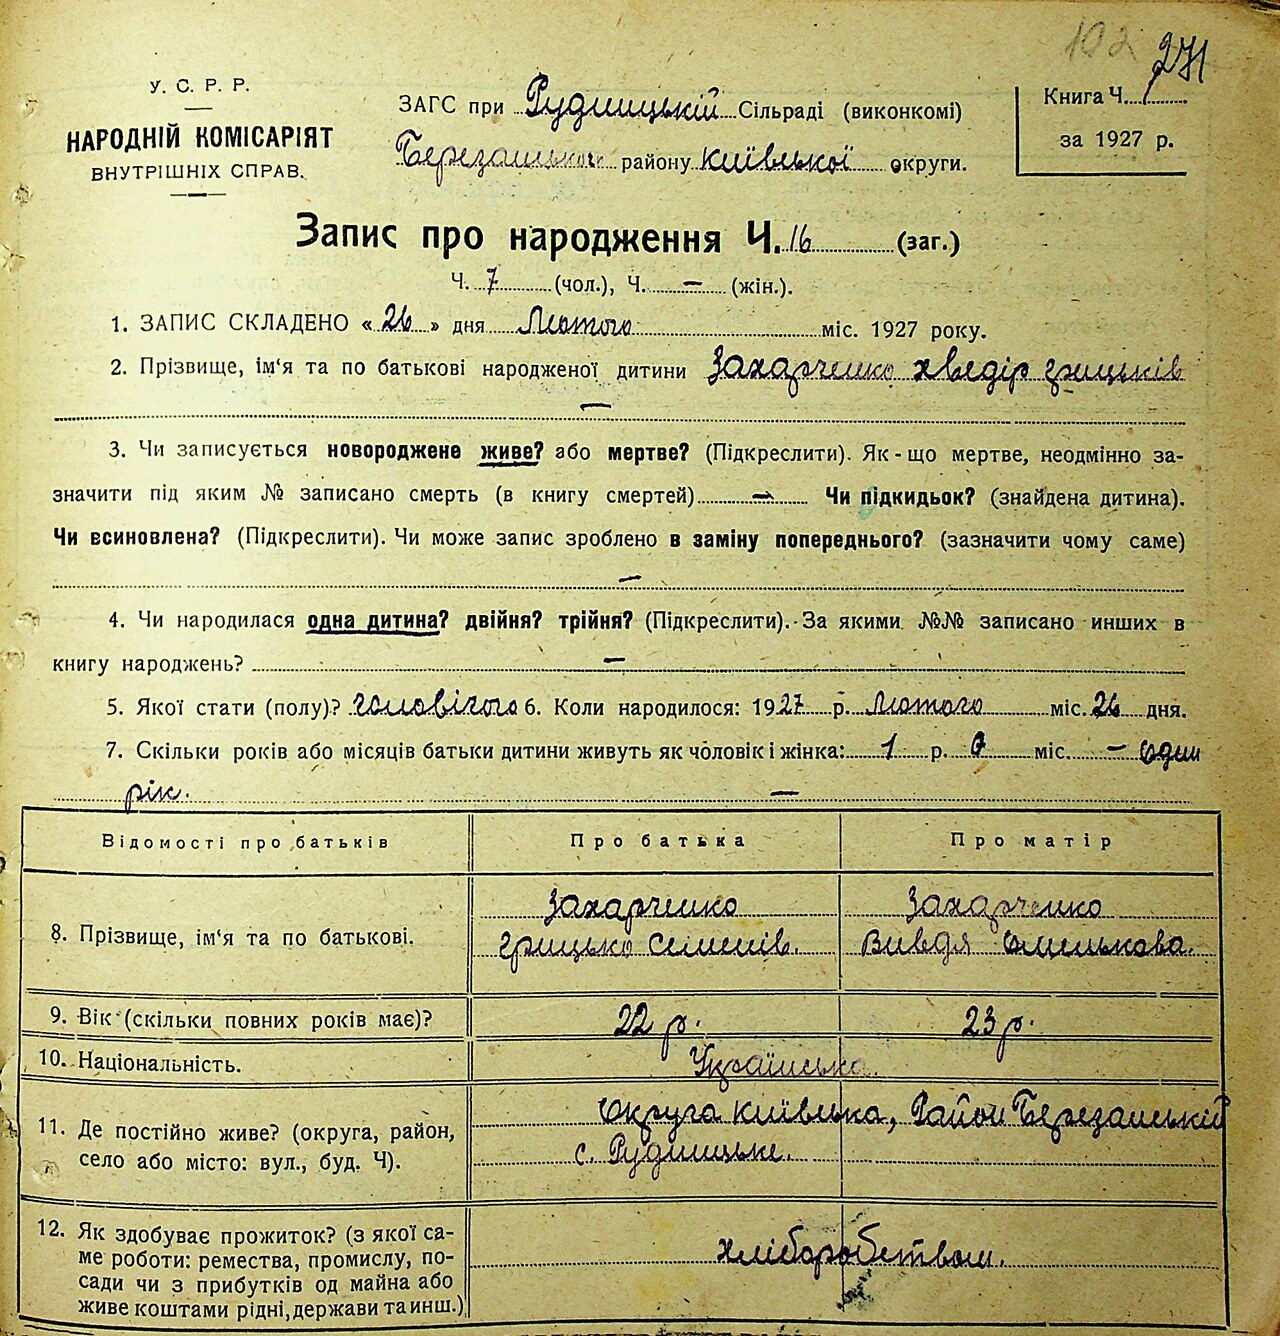 102 271
У. С. Р. Р.
НАРОДНІЙ КОМІСАРІЯТ
ВНУТРІШНІХ СПРАВ.
ЗАГС при Рудницькій Сільраді (виконкомі)
Березанського району Київської округи.
Книга Ч. 1
за 1927 р.
Запис про народження Ч. 16 (заг.)
Ч. 7 (чол.), Ч. — (жін.).
1. ЗАПИС СКЛАДЕНО «26» дня Лютого міс. 1927 року.
2. Прізвище, ім'я та по батькові народженої дитини Захарченко Хведір Грицьків
—
3. Чи записується новороджене живе? або мертве? (Підкреслити). Як-що мертве, неодмінно за-
значити під яким № записано смерть (в книгу смертей) — Чи підкидьок? (знайдена дитина).
Чи всиновлена? (Підкреслити). Чи може запис зроблено в заміну попереднього? (зазначити чому саме)
—
4. Чи народилася одна дитина? двійня? трійня? (Підкреслити). За якими №№ записано инших в
книгу народжень? —
5. Якої стати (полу)? чоловічого 6. Коли народилося: 1927 р. Лютого міс. 26 дня.
7. Скільки років або місяців батьки дитини живуть як чоловік і жінка: 1 р. 0 міс. — один
рік. —
Відомості про батьків Про батька Про матір
8. Прізвище, ім'я та по батькові.
Захарченко
Грицько Семенів.
Захарченко
Вивдя Омелькова.
9. Вік (скільки повних років має)? 22 р. 23 р.
10. Національність. Українська.
11. Де постійно живе? (округа, район,
село або місто: вул., буд. Ч).
Округа Київська, Район Березанський
с. Рудницьке.
12. Як здобуває прожиток? (з якої са-
ме роботи: ремества, промислу, по-
сади чи з прибутків од майна або
живе коштами рідні, держави та инш.)
хліборобством.